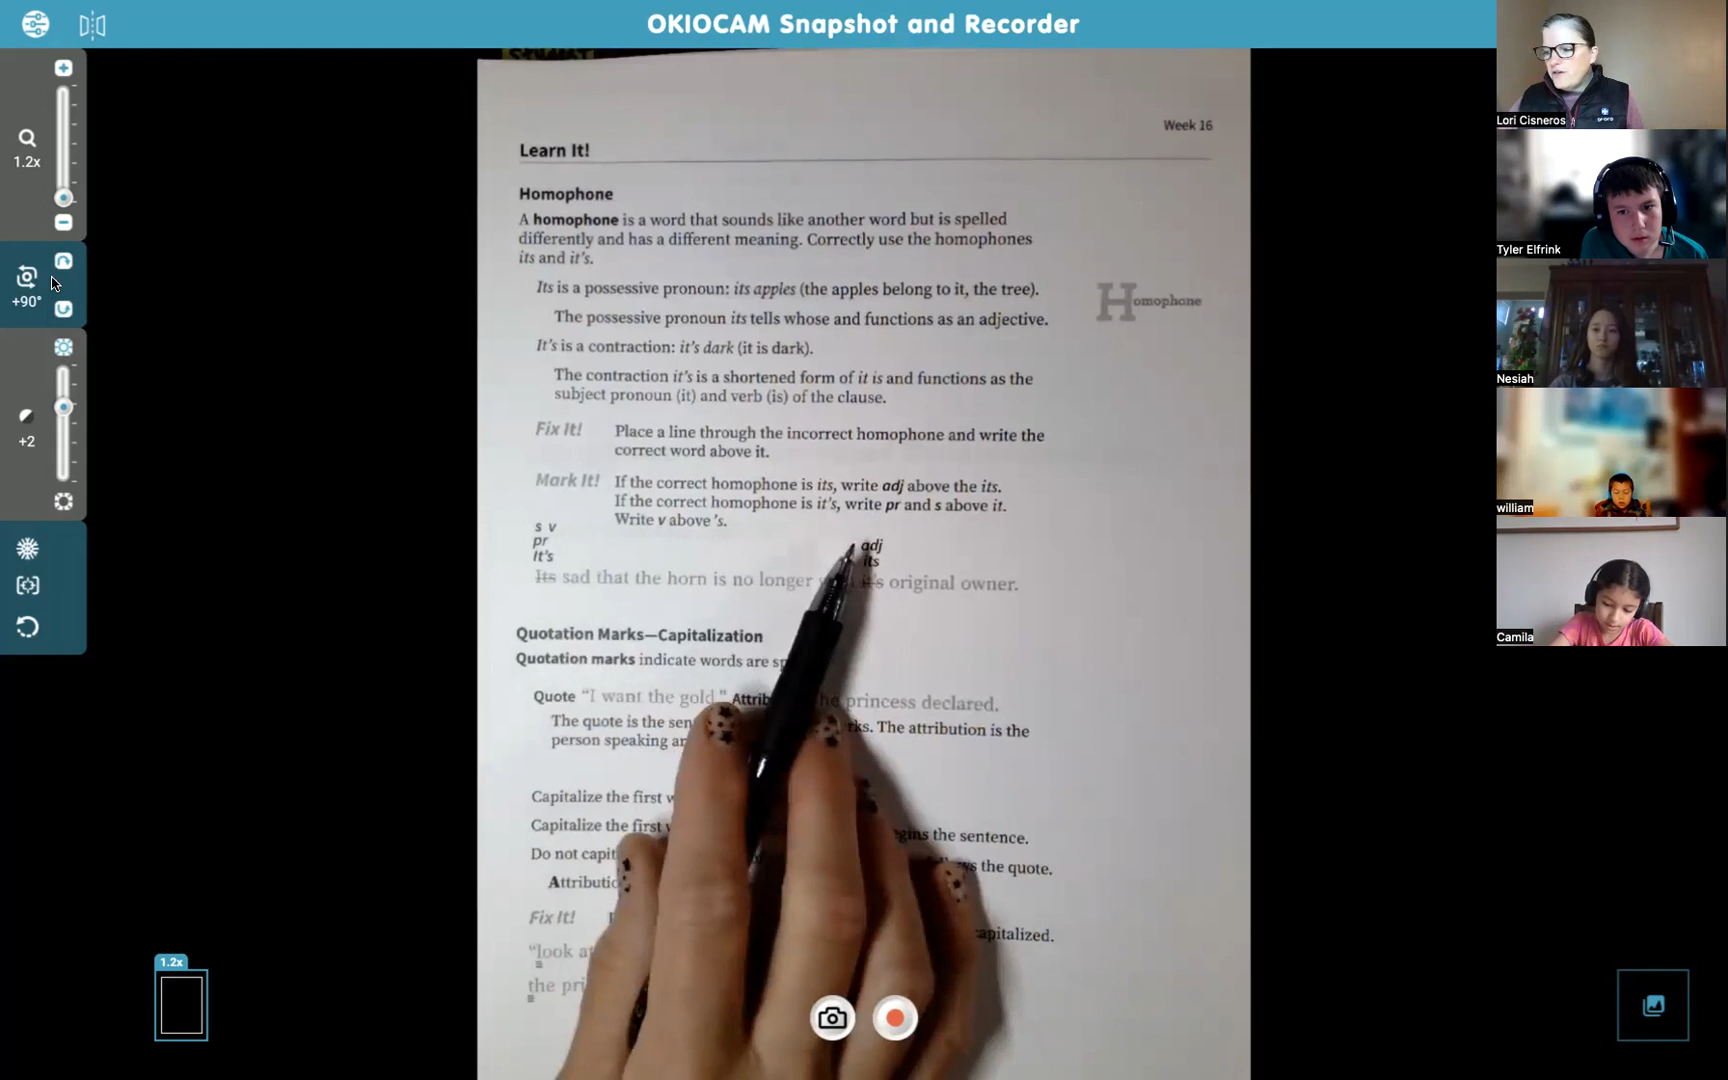 OKIOCAM Snapshot and Recorder
1.2x
+90°
+2
Week 16
Learn It!
Homophone
A homophone is a word that sounds like another word but is spelled
differently and has a different meaning. Correctly use the homophones
its and it's.
Its is a possessive pronoun: its apples (the apples belong to it, the tree).
Homophone
The possessive pronoun its tells whose and functions as an adjective.
It's is a contraction: it's dark (it is dark).
The contraction it's is a shortened form of it is and functions as the
subject pronoun (it) and verb (is) of the clause.
Fix It! Place a line through the incorrect homophone and write the
correct word above it.
Mark It! If the correct homophone is its, write adj above the its.
If the correct homophone is it's, write pr and s above it.
Write v above 's.
s v
pr adj
It's its
Its sad that the horn is no longer it's original owner.
Quotation Marks—Capitalization
Quotation marks indicate words are
Quote "I want the gold," princess declared.
The quote is the The attribution is the
person speaking
Capitalize the first
Capitalize the first the sentence.
Do not the quote.
Fix It! capitalized.
"look
the
1.2x
Lori Cisneros
Tyler Elfrink
Nesiah
william
Camila